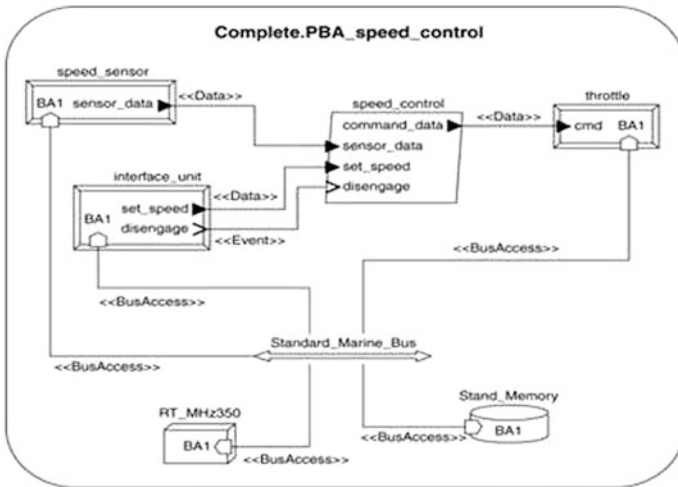 Complete.PBA_speed_control
speed_sensor
BA1 sensor_data
<<Data>>
speed_control
command_data
sensor_data
set_speed
disengage
<<Data>>
throttle
cmd BA1
interface_unit
BA1
set_speed
disengage
<<Data>>
<<Event>>
<<BusAccess>>
<<BusAccess>>
Standard_Marine_Bus
<<BusAccess>>
RT_MHz350
BA1
<<BusAccess>>
Stand_Memory
BA1
<<BusAccess>>